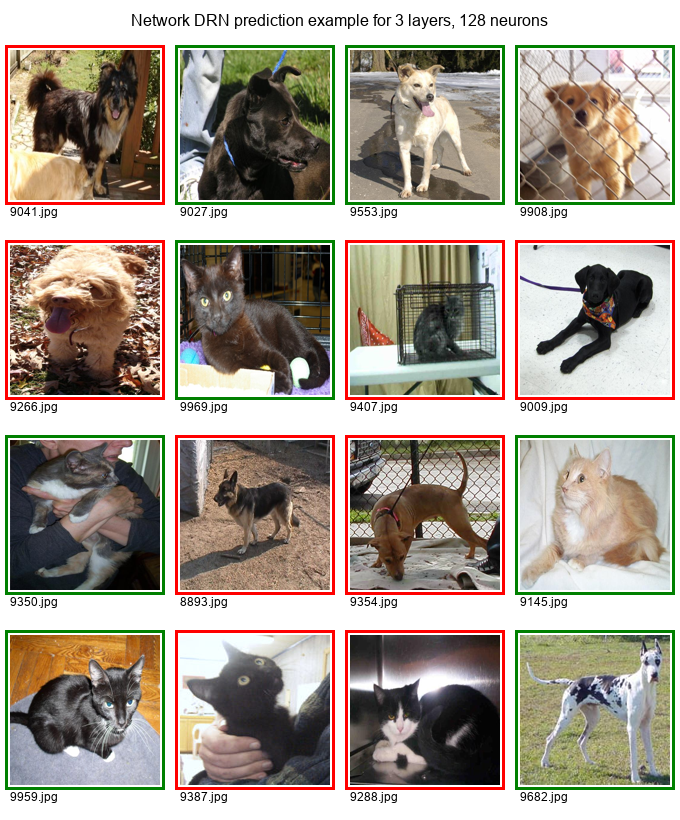 Network DRN prediction example for 3 layers, 128 neurons
9041.jpg
9027.jpg
9553.jpg
9908.jpg
9266.jpg
9969.jpg
9407.jpg
9009.jpg
9350.jpg
8893.jpg
9354.jpg
9145.jpg
9959.jpg
9387.jpg
9288.jpg
9682.jpg